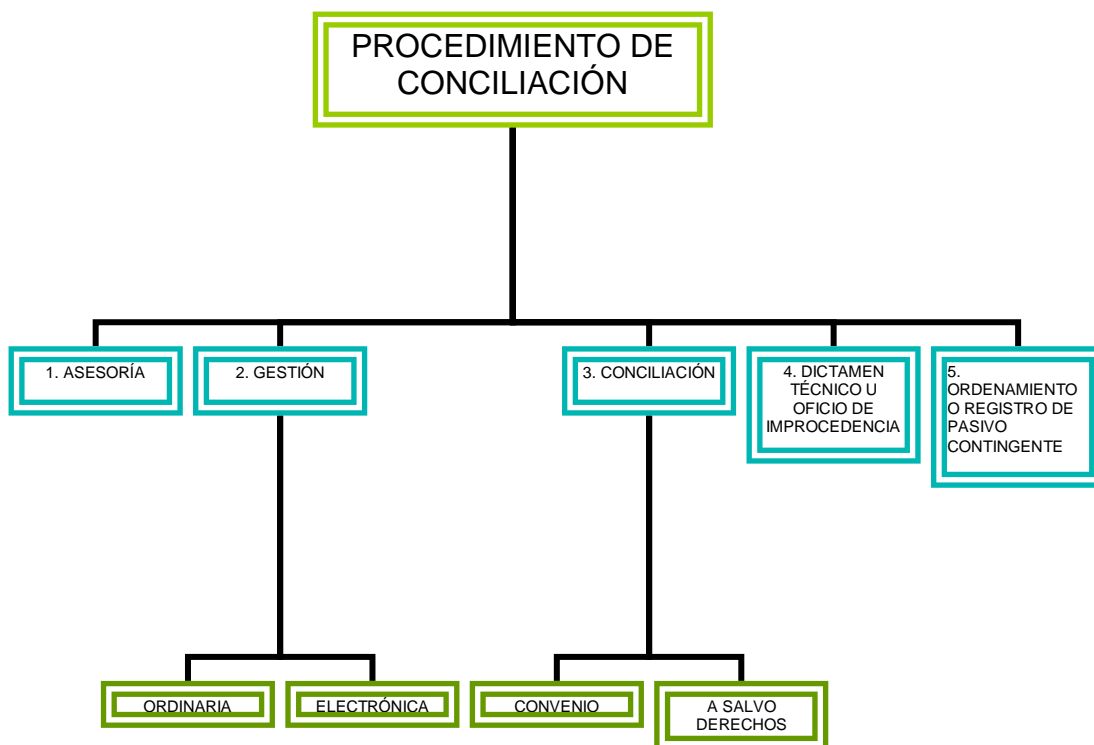 PROCEDIMIENTO DE
CONCILIACIÓN
1. ASESORÍA
2. GESTIÓN
3. CONCILIACIÓN
4. DICTAMEN
TÉCNICO U
OFICIO DE
IMPROCEDENCIA
5.
ORDENAMIENTO
O REGISTRO DE
PASIVO
CONTINGENTE
ORDINARIA
ELECTRÓNICA
CONVENIO
A SALVO
DERECHOS